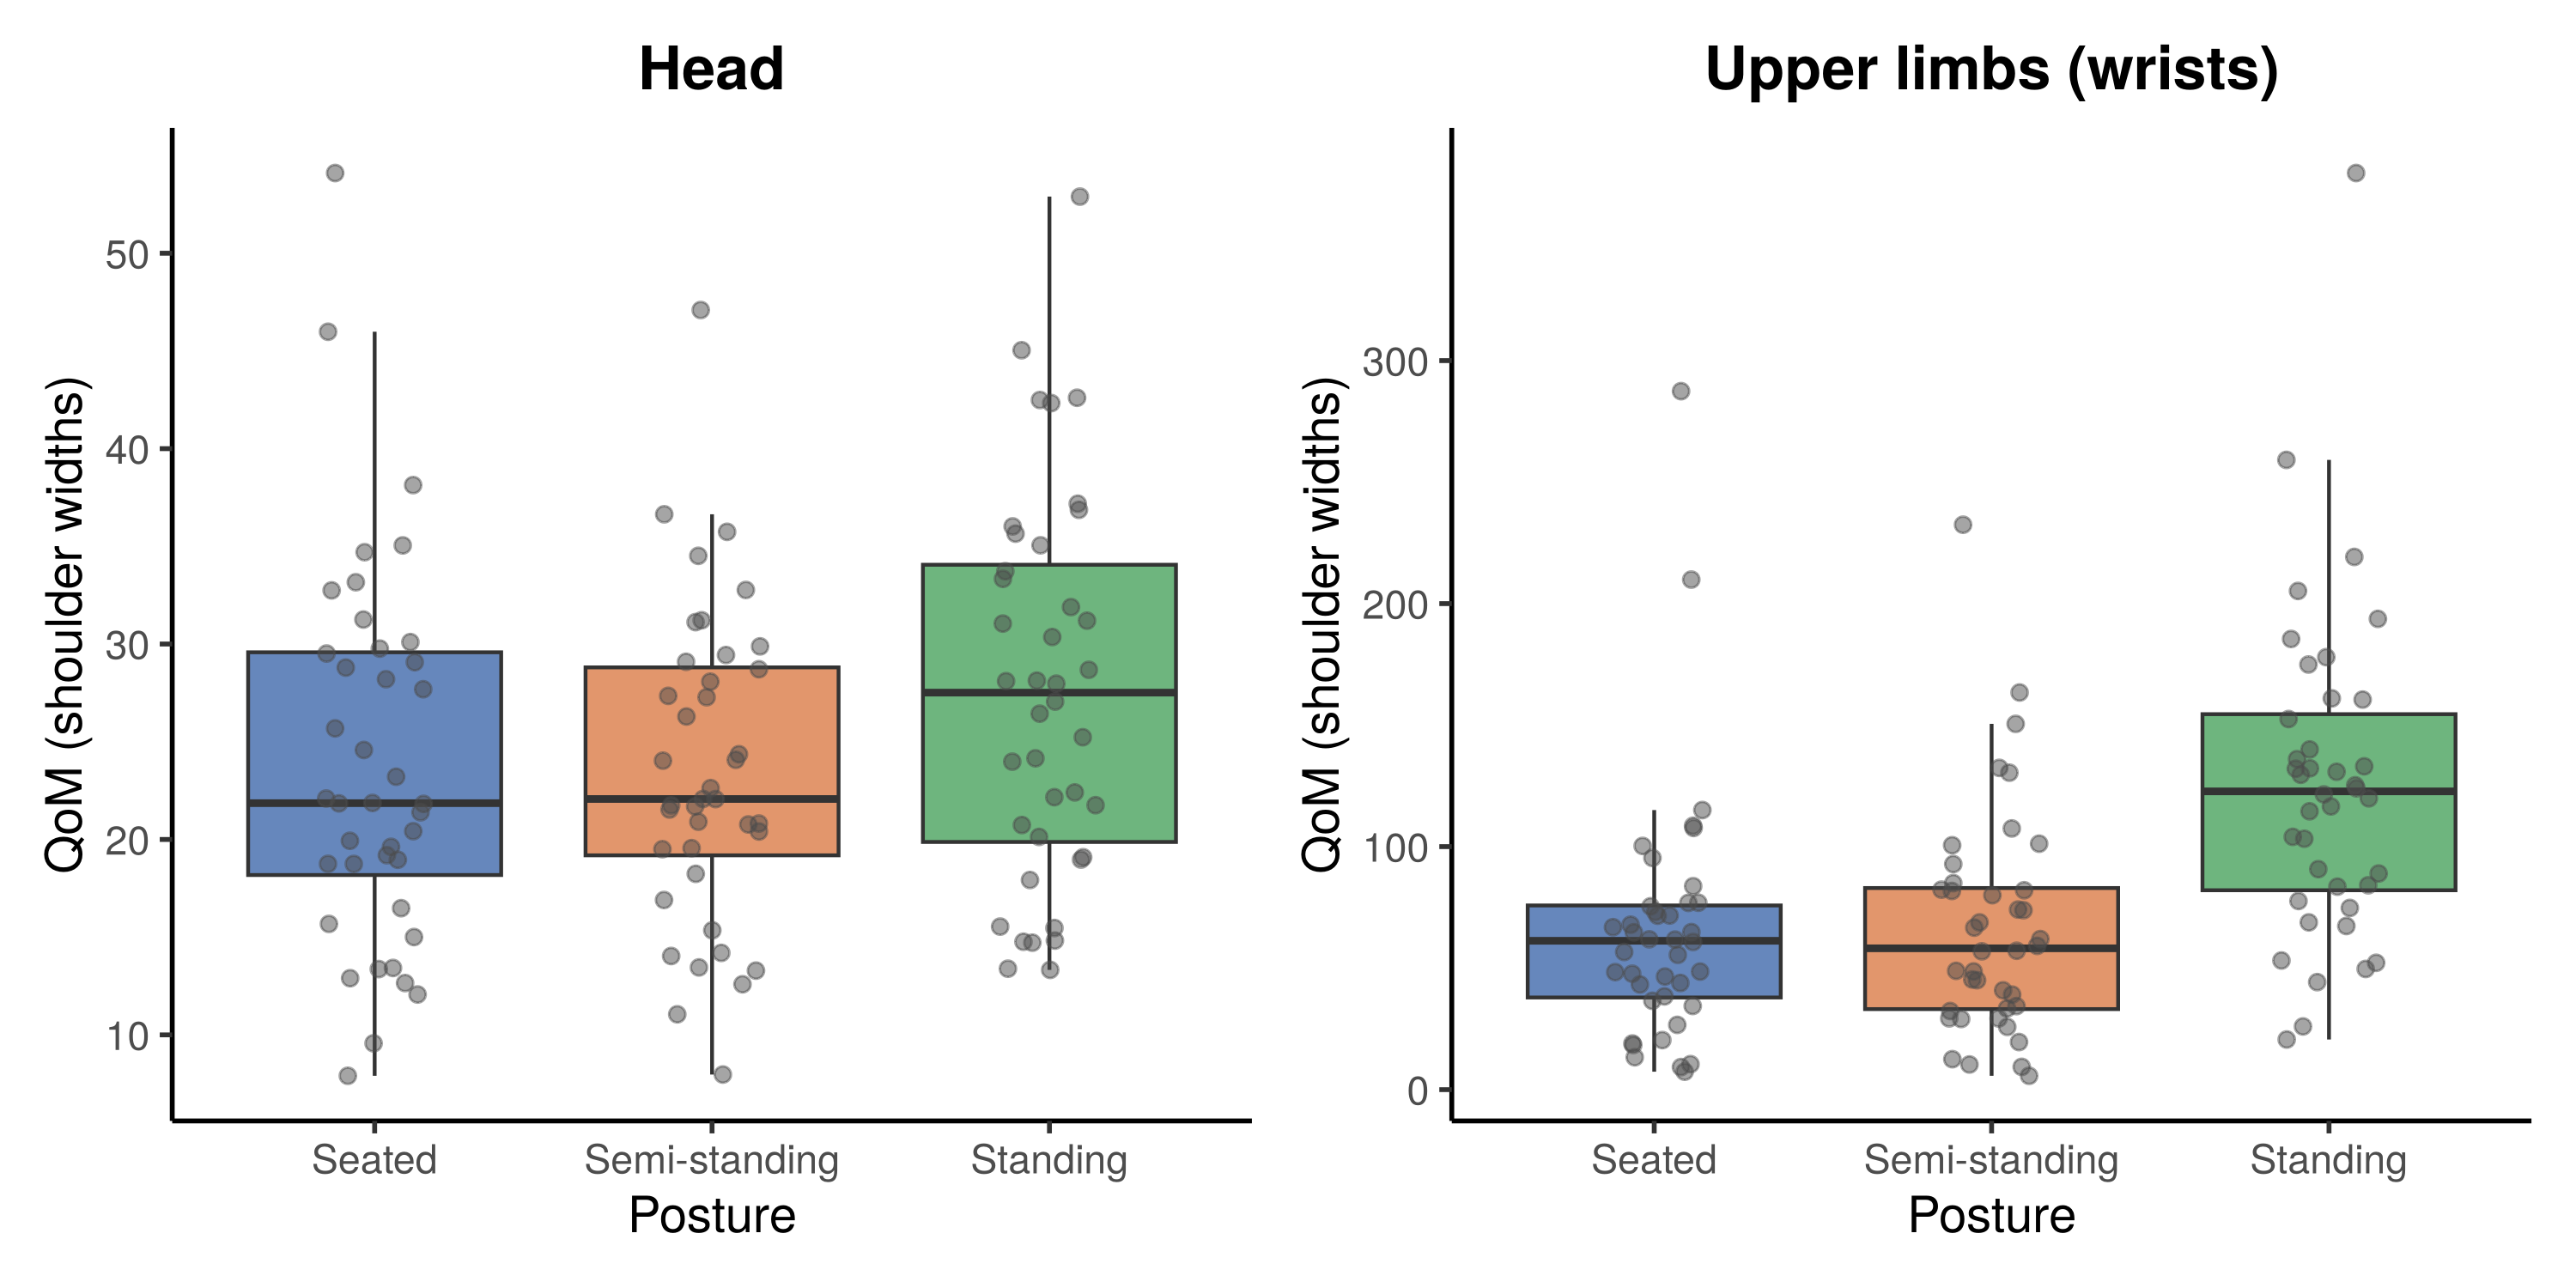 Head
QoM (shoulder widths)
50
40
30
20
10
Seated
Semi-standing
Standing
Posture
Upper limbs (wrists)
QoM (shoulder widths)
300
200
100
0
Seated
Semi-standing
Standing
Posture